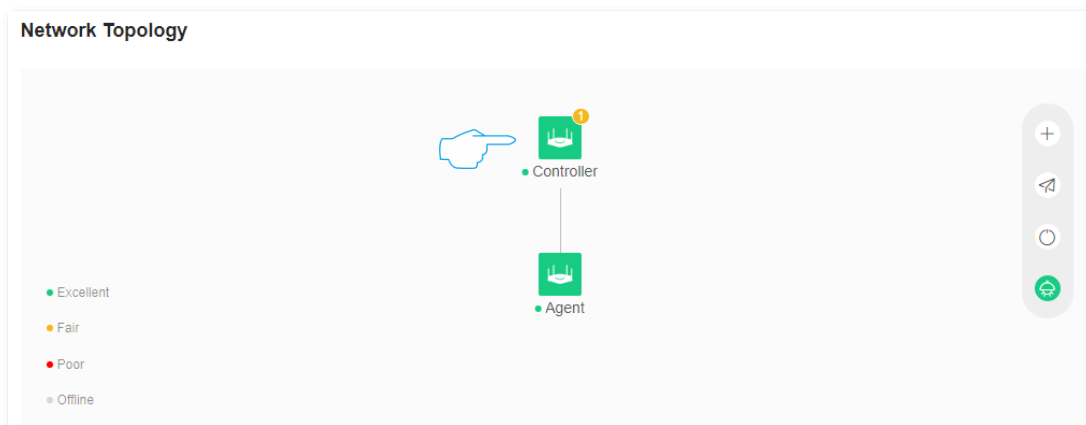 Network Topology
1
Controller
Agent
Excellent
Fair
Poor
Offline